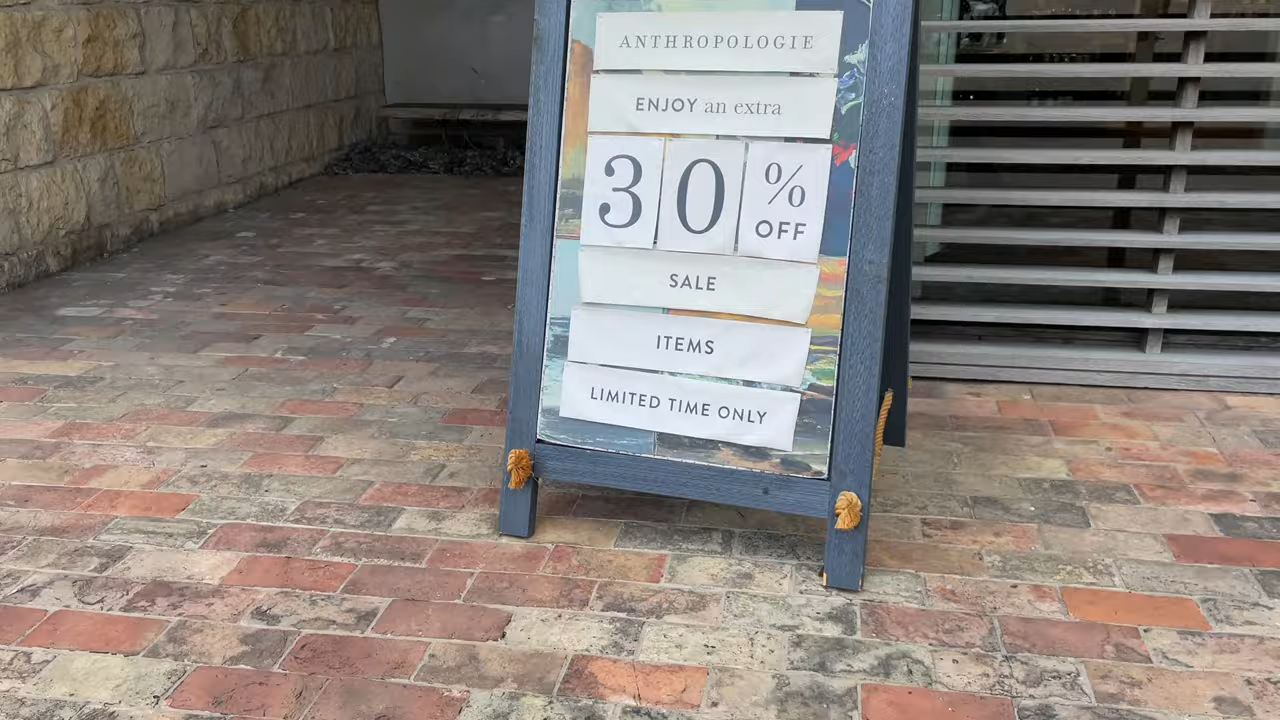 ANTHROPOLOGIE
ENJOY an extra
30% OFF
SALE
ITEMS
LIMITED TIME ONLY